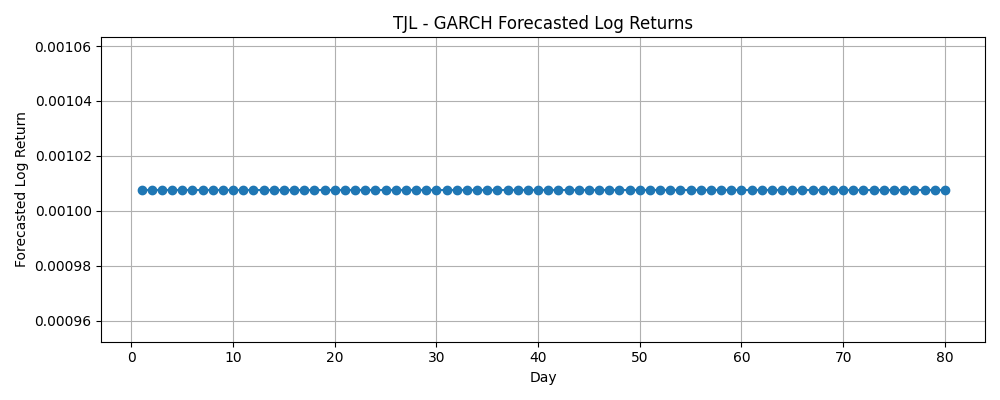 TJL - GARCH Forecasted Log Returns
Forecasted Log Return
0.00106
0.00104
0.00102
0.00100
0.00098
0.00096
0 10 20 30 40 50 60 70 80
Day